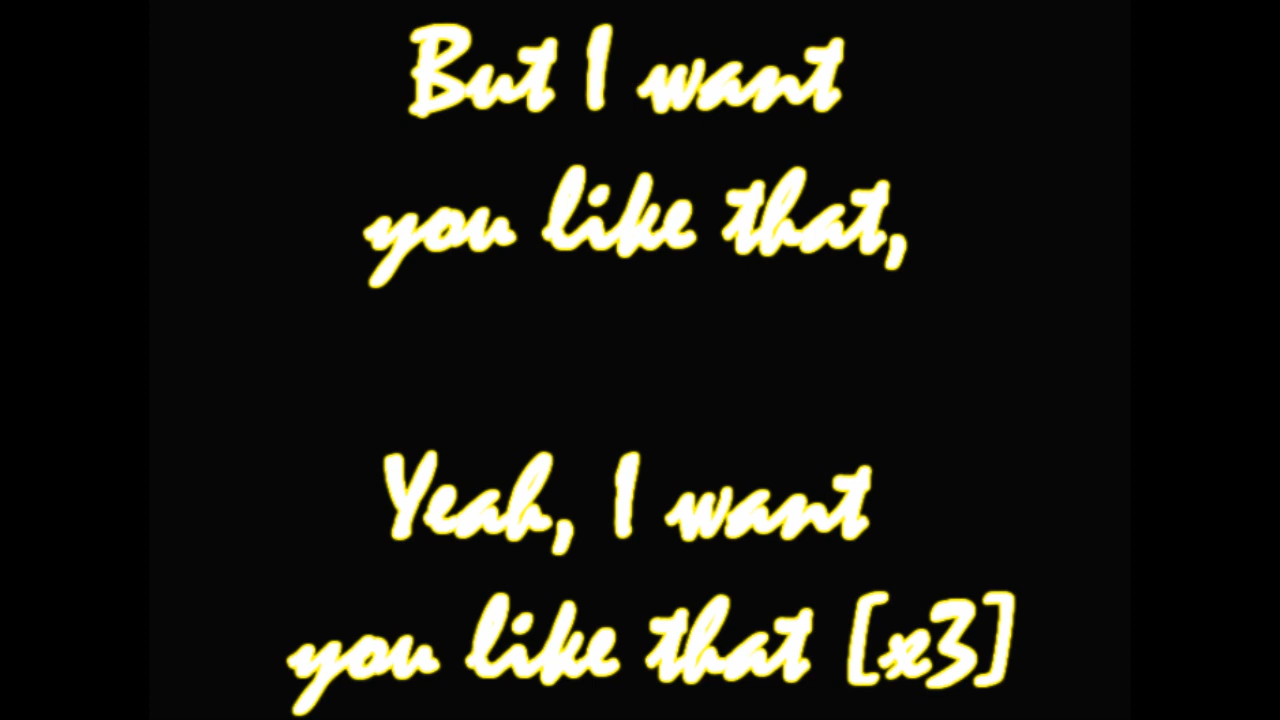 But I want
you like that,
Yeah, I want
you like that [x3]